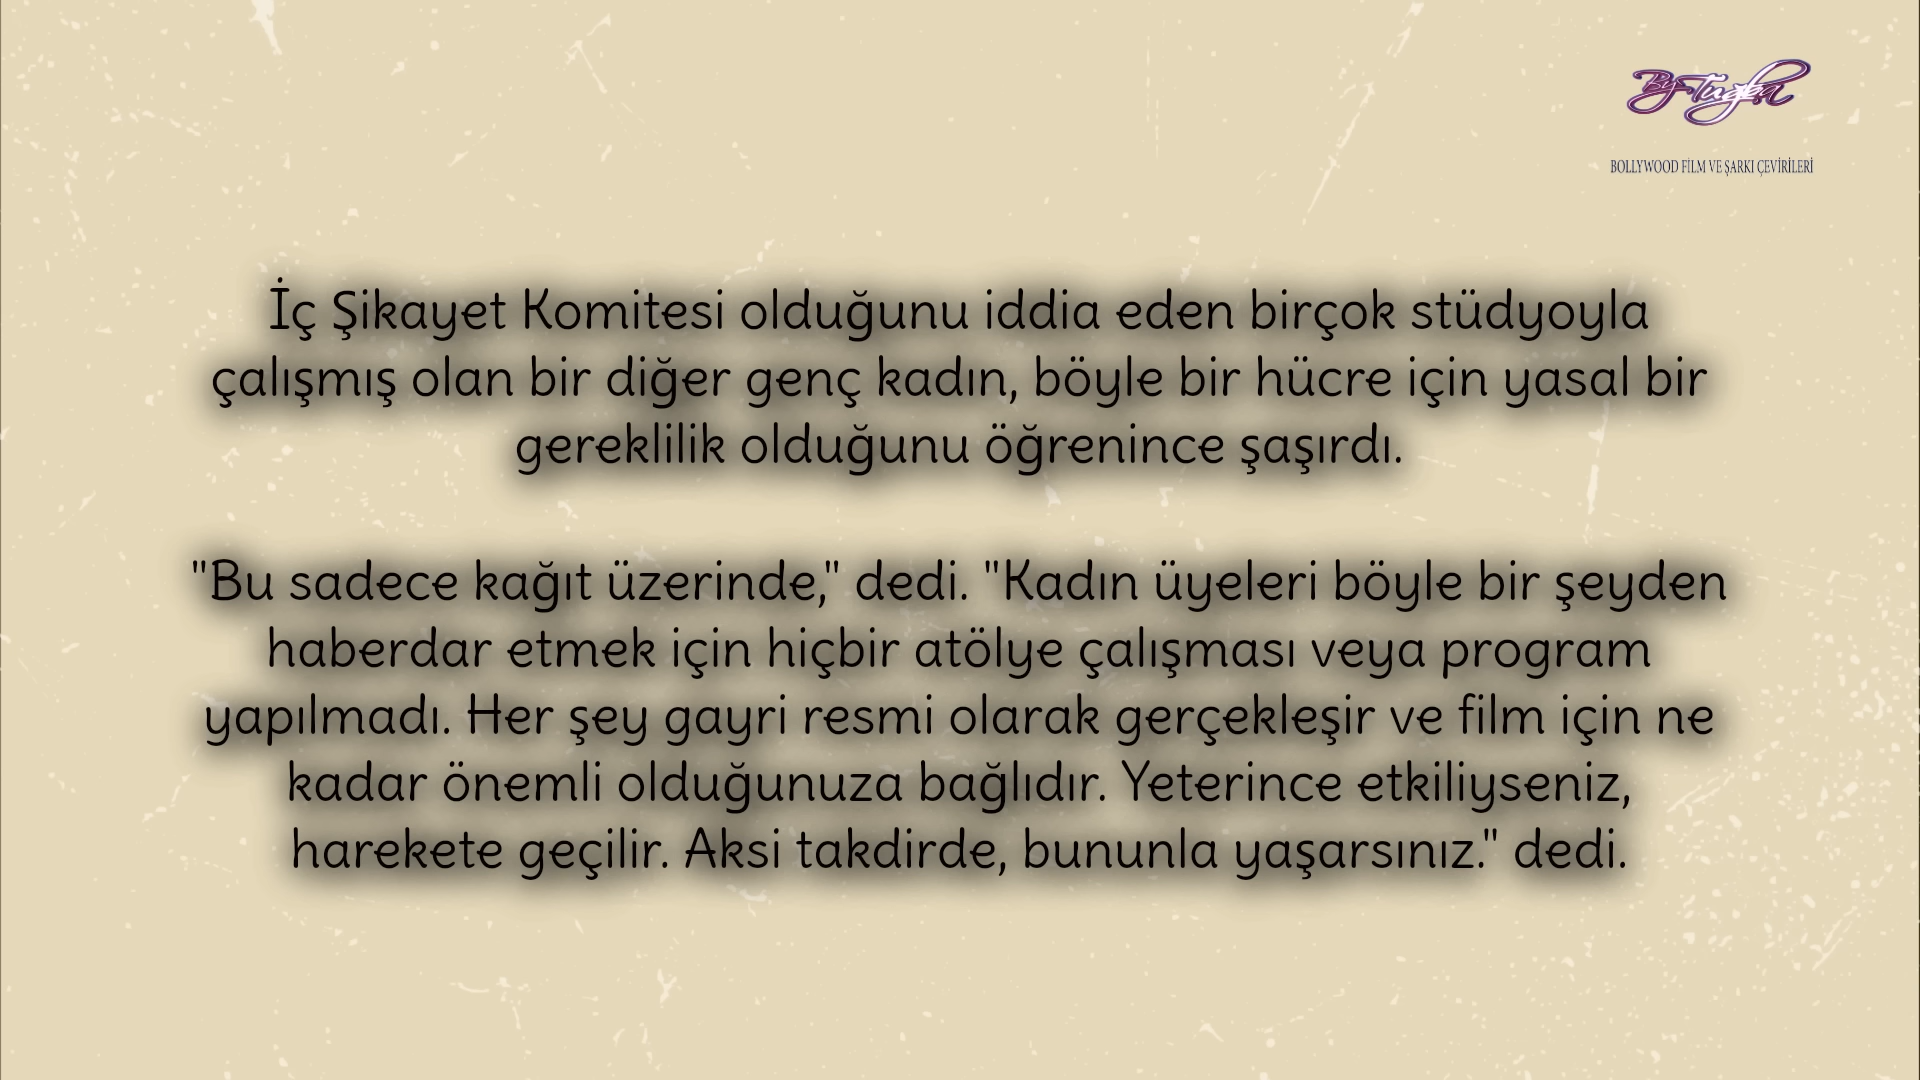 By Tuğba
BOLLYWOOD FİLM VE ŞARKI ÇEVİRİLERİ
İç Şikayet Komitesi olduğunu iddia eden birçok stüdyoyla
çalışmış olan bir diğer genç kadın, böyle bir hücre için yasal bir
gereklilik olduğunu öğrenince şaşırdı.
"Bu sadece kağıt üzerinde," dedi. "Kadın üyeleri böyle bir şeyden
haberdar etmek için hiçbir atölye çalışması veya program
yapılmadı. Her şey gayri resmi olarak gerçekleşir ve film için ne
kadar önemli olduğunuza bağlıdır. Yeterince etkiliyseniz,
harekete geçilir. Aksi takdirde, bununla yaşarsınız." dedi.